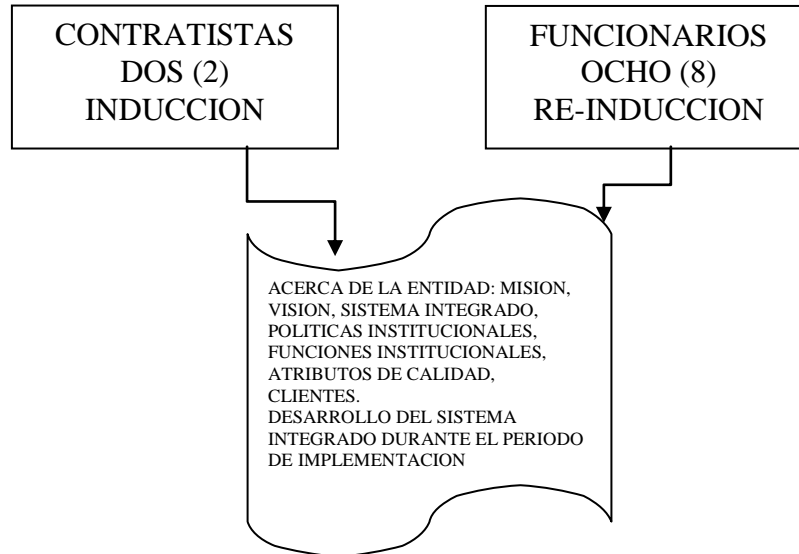 CONTRATISTAS
DOS (2)
INDUCCION
FUNCIONARIOS
OCHO (8)
RE-INDUCCION
ACERCA DE LA ENTIDAD: MISION,
VISION, SISTEMA INTEGRADO,
POLITICAS INSTITUCIONALES,
FUNCIONES INSTITUCIONALES,
ATRIBUTOS DE CALIDAD,
CLIENTES.
DESARROLLO DEL SISTEMA
INTEGRADO DURANTE EL PERIODO
DE IMPLEMENTACION